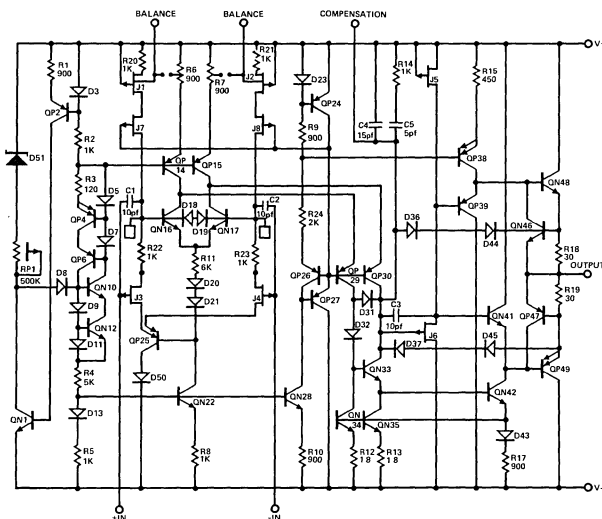 BALANCE BALANCE COMPENSATION
V+
R1
900
R20
1K
R6
900
R7
900
R21
1K
R14
1K
J5
R15
450
D3
J1
J2
D23
QP24
QP2
C4
15pf
C5
5pf
R2
1K
J7
J8
R9
900
D51
QP
14
QP15
QP38
QN48
R3
120
D5
QP4
C1
10pf
D18
C2
10pf
QP39
D7
QN16
D19
QN17
R24
2K
D36
D44
QN46
R18
30
QP6
R22
1K
R11
6K
R23
1K
OUTPUT
RP1
500K
D8
QN10
D20
QP26
QP
29
QP30
R19
30
D9
J3
D21
J4
QP27
D31
C3
10pf
QN41
QP47
QN12
D32
J6
D11
QP25
D37
D45
QP49
R4
5K
D50
QN33
QN42
QN1
D13
QN22
QN28
QN
34
QN35
D43
R5
1K
R8
1K
R10
900
R12
1.8
R13
1.8
R17
900
V-
+IN
-IN